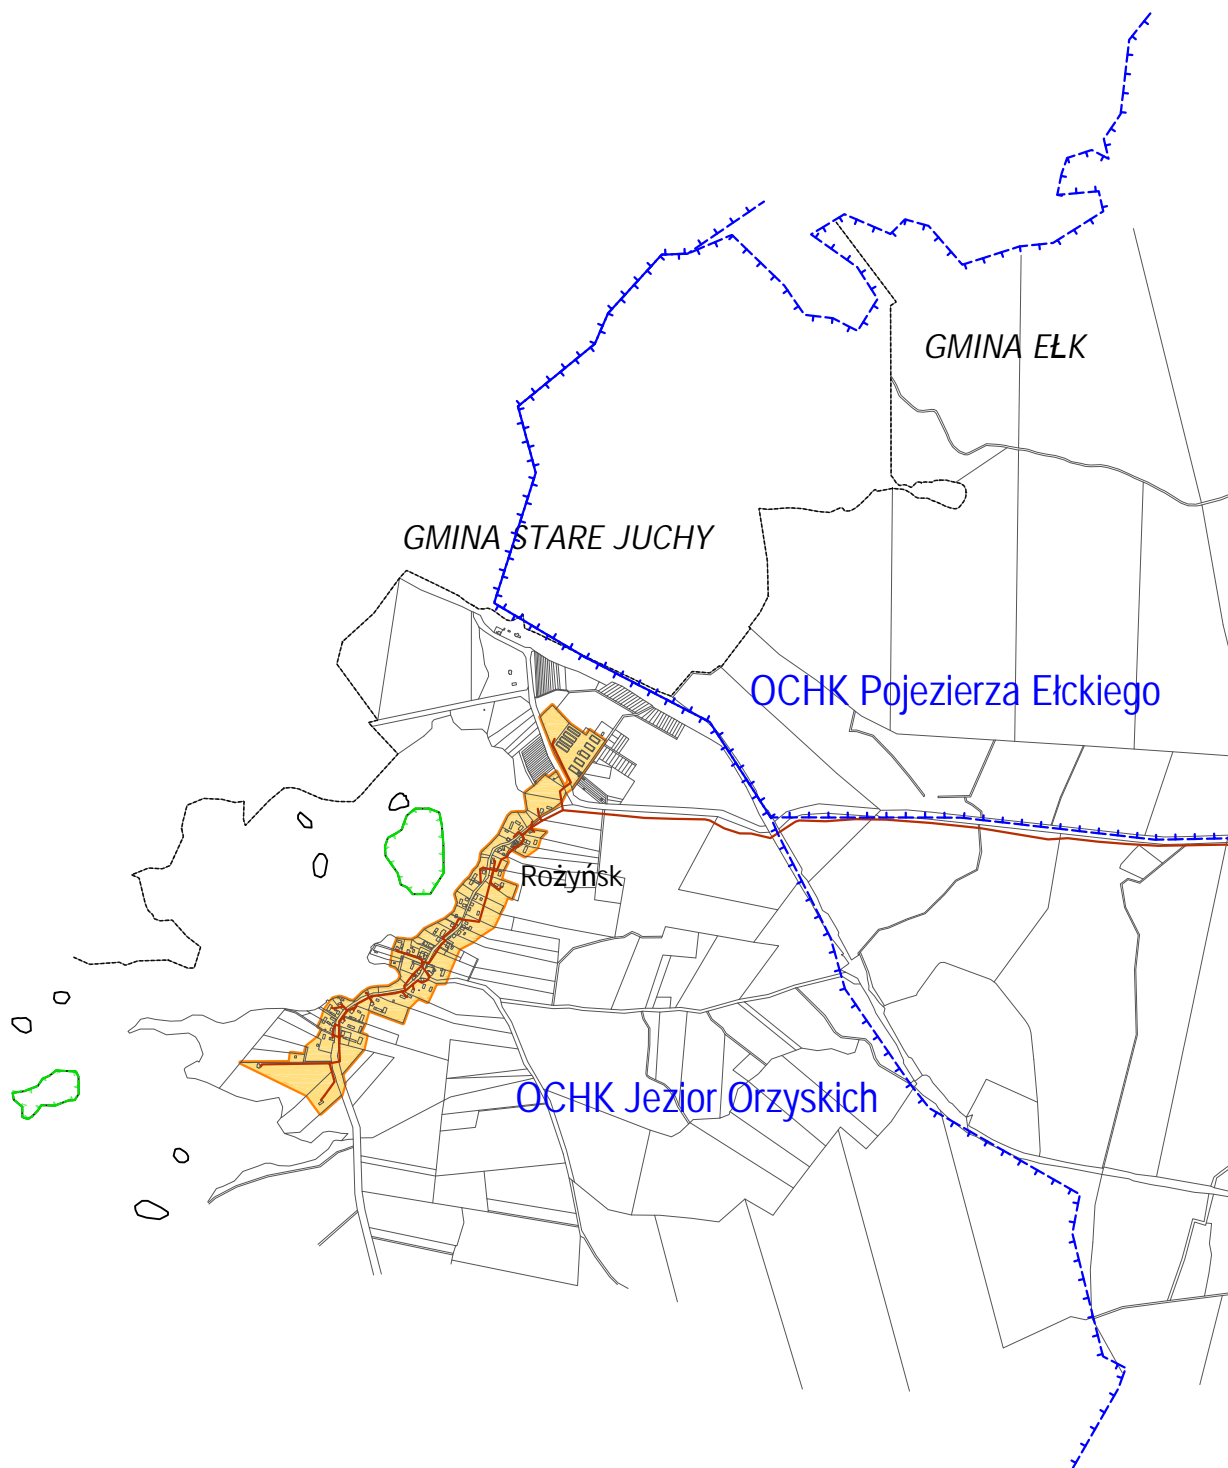 GMINA EŁK
GMINA STARE JUCHY
OCHK Pojezierza Ełckiego
Rożyńsk
OCHK Jezior Orzyskich